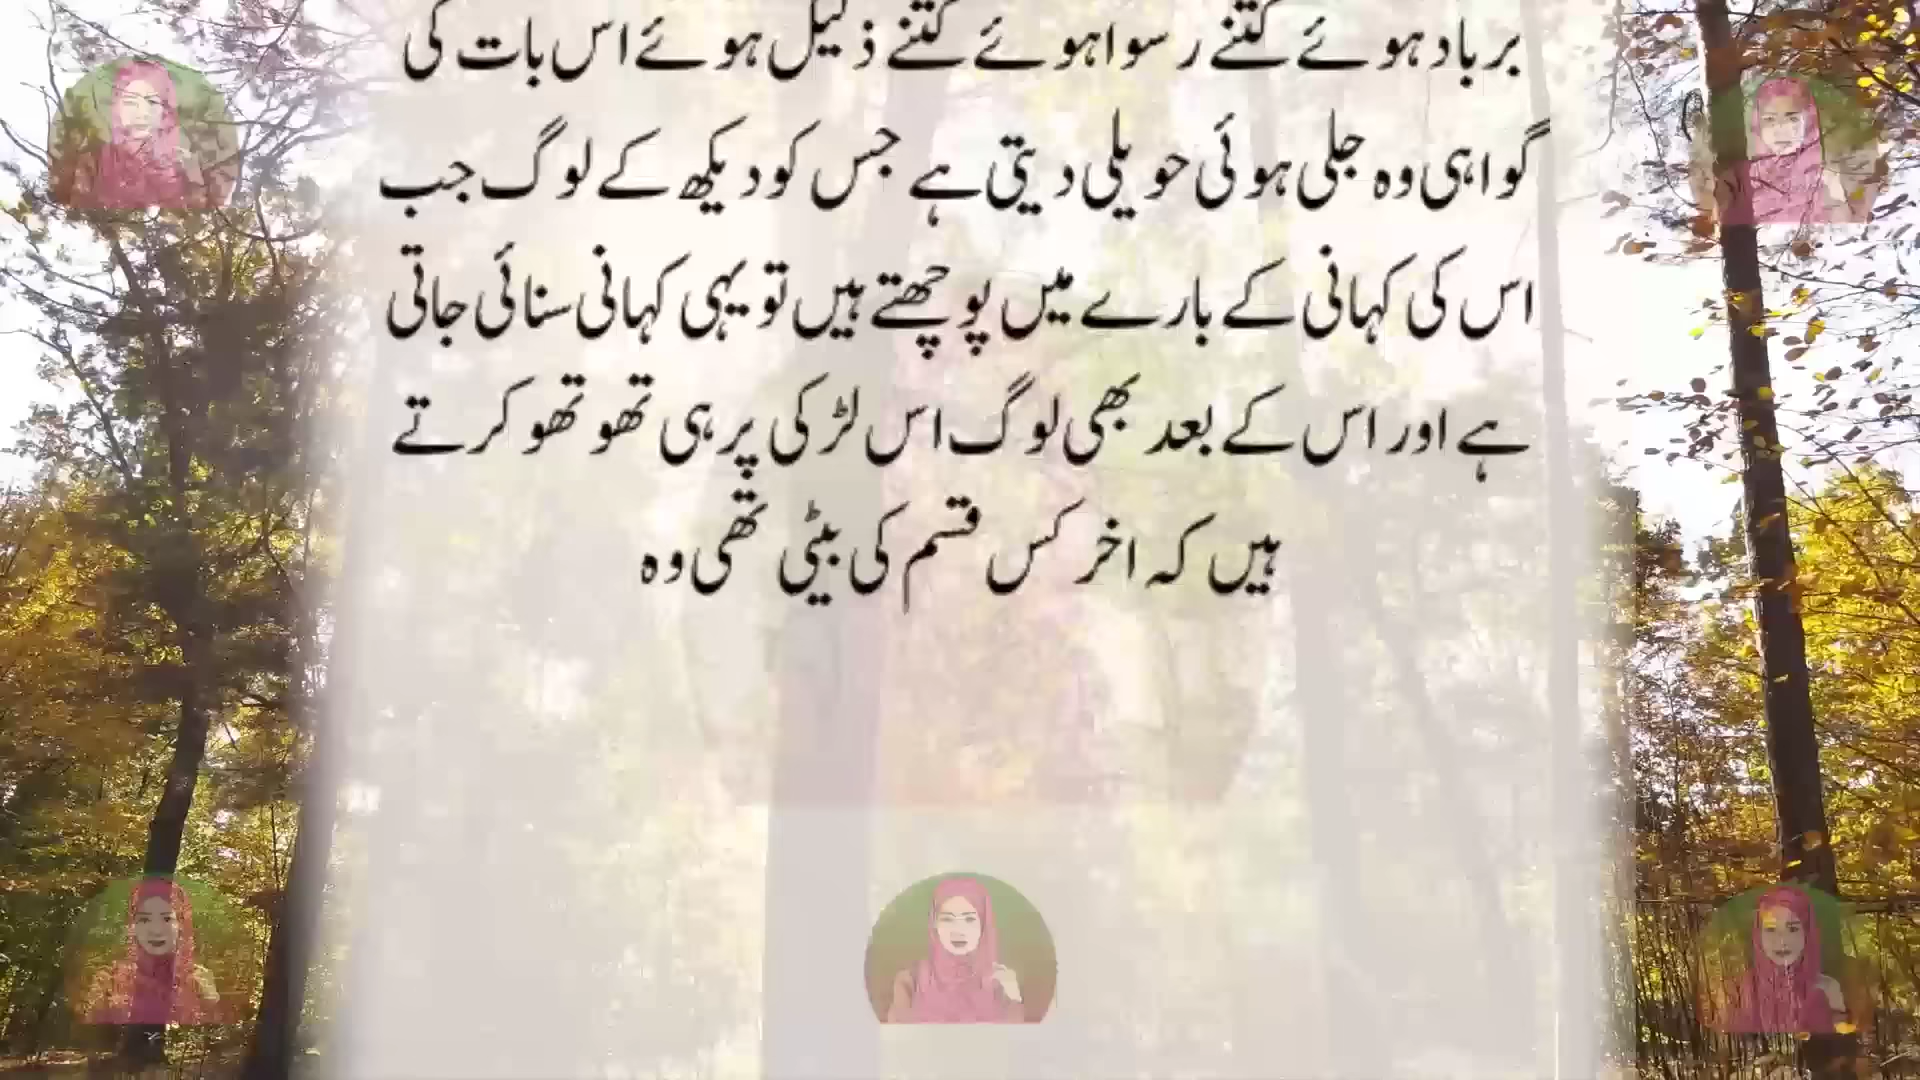 برباد ہوئے کتنے رسوا ہوئے کتنے ذلیل ہوئے اس بات کی
گواہی وہ جلی ہوئی حویلی دیتی ہے جس کو دیکھ کے لوگ جب
اس کی کہانی کے بارے میں پوچھتے ہیں تو یہی کہانی سنائی جاتی
ہے اور اس کے بعد بھی لوگ اس لڑکی پر ہی تھو تھو کرتے
ہیں کہ اخر کس قسم کی بیٹی تھی وہ